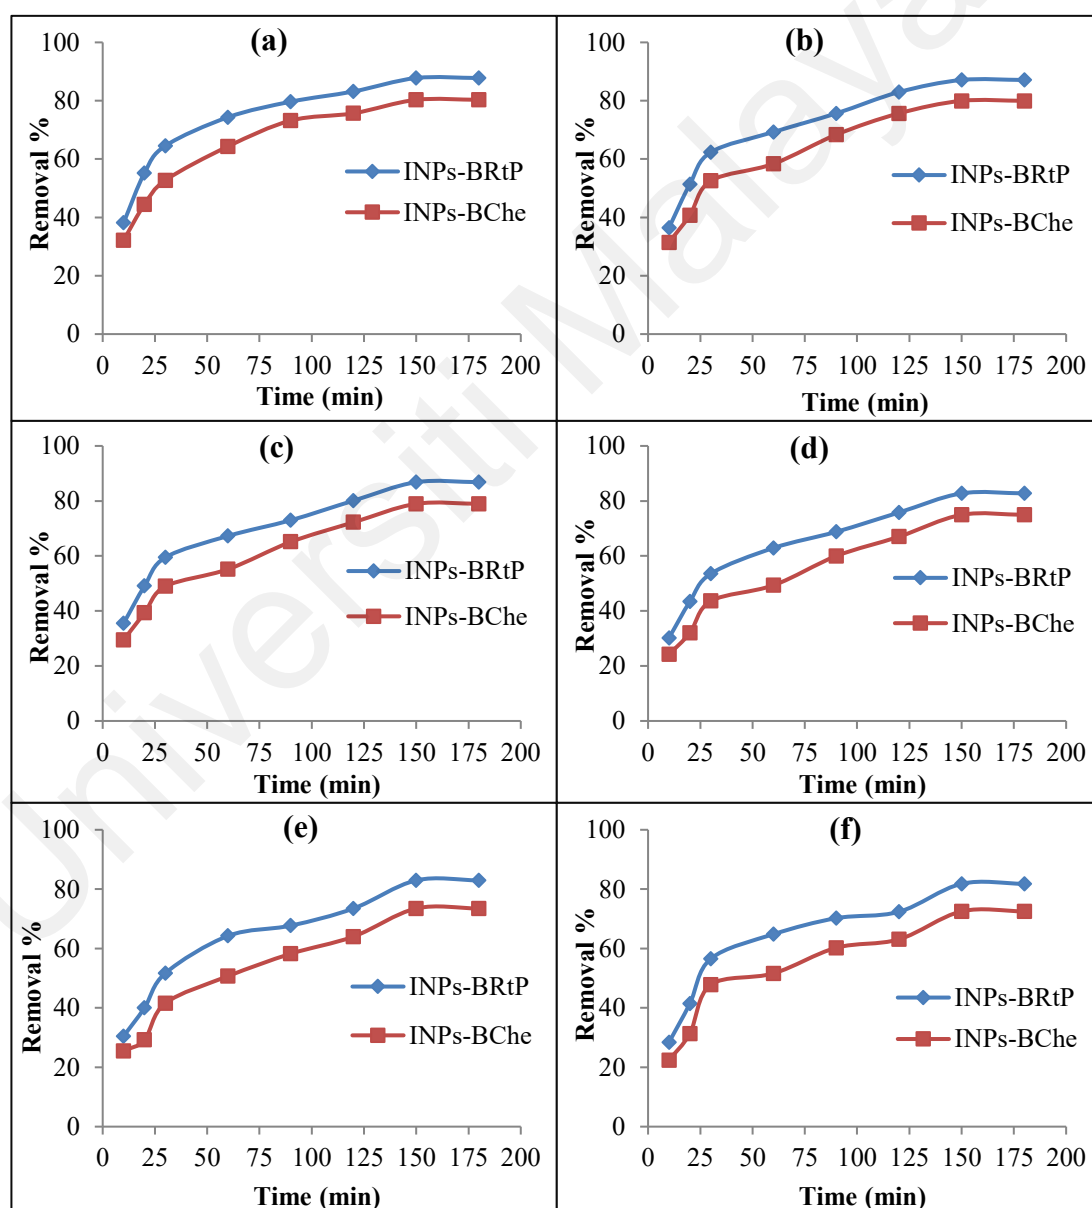 (a)
100
80
60
40
20
0
Removal %
INPs-BRtP
INPs-BChe
0 25 50 75 100 125 150 175 200
Time (min)
(b)
100
80
60
40
20
0
Removal %
INPs-BRtP
INPs-BChe
0 25 50 75 100 125 150 175 200
Time (min)
(c)
100
80
60
40
20
0
Removal %
INPs-BRtP
INPs-BChe
0 25 50 75 100 125 150 175 200
Time (min)
(d)
100
80
60
40
20
0
Removal %
INPs-BRtP
INPs-BChe
0 25 50 75 100 125 150 175 200
Time (min)
(e)
100
80
60
40
20
0
Removal %
INPs-BRtP
INPs-BChe
0 25 50 75 100 125 150 175 200
Time (min)
(f)
100
80
60
40
20
0
Removal %
INPs-BRtP
INPs-BChe
0 25 50 75 100 125 150 175 200
Time (min)
Universiti Malaya